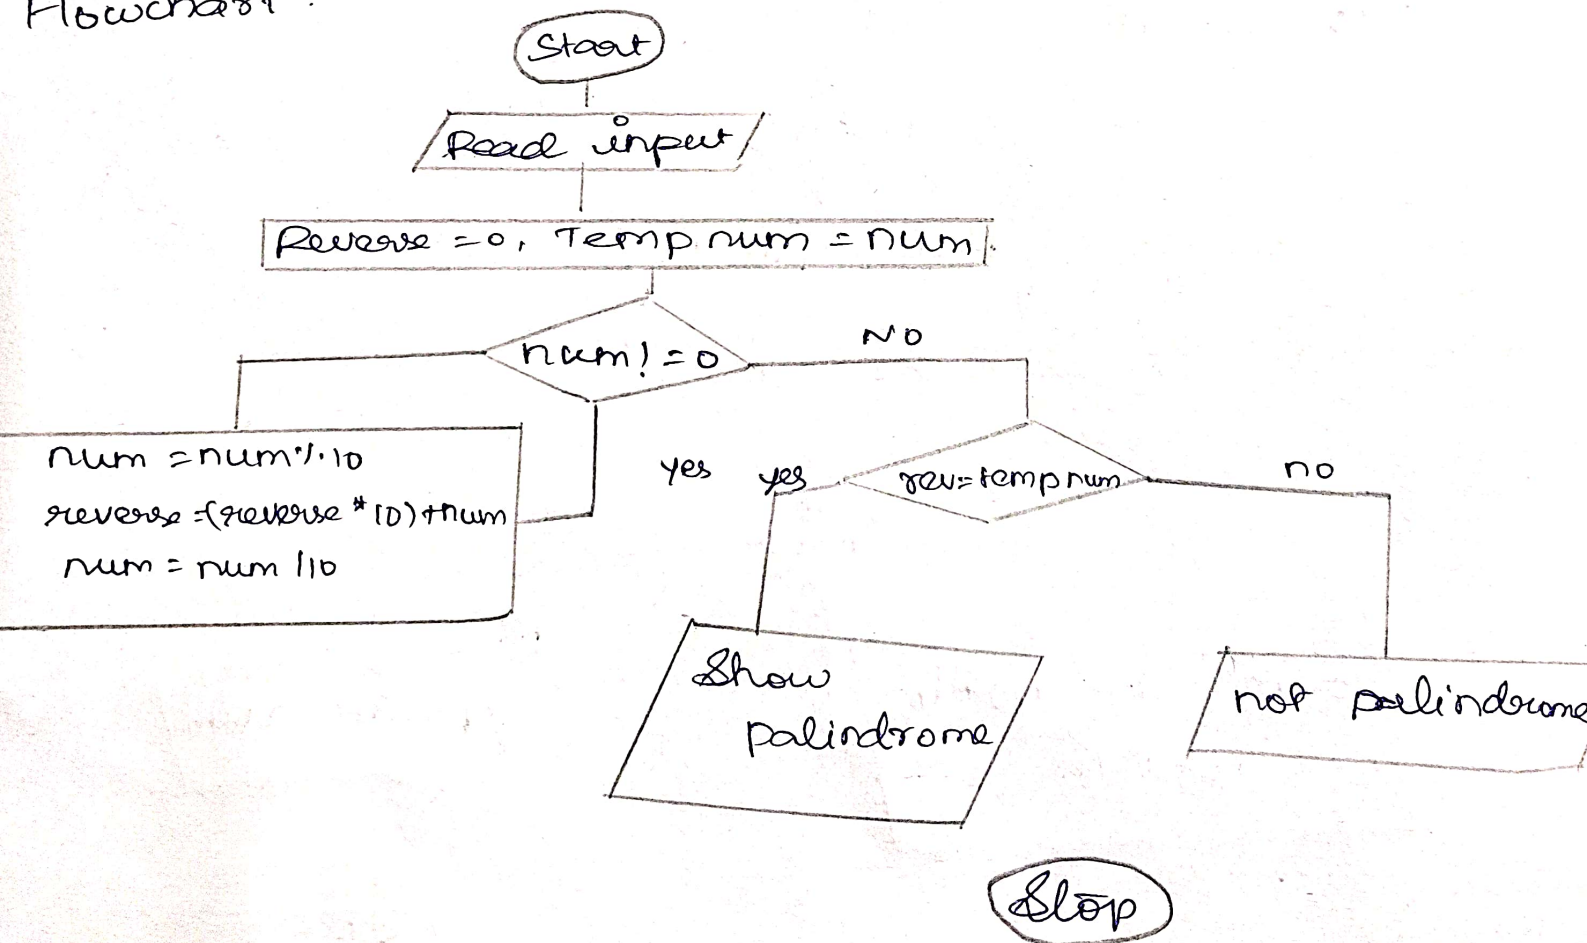 Flowchart :
Start
Read input
Reverse = 0, Temp num = num.
num! = 0
NO
num = num % 10
reverse = (reverse * 10) + num
num = num / 10
yes
yes
rev = temp num
no
Show
palindrome
not palindrome
Stop